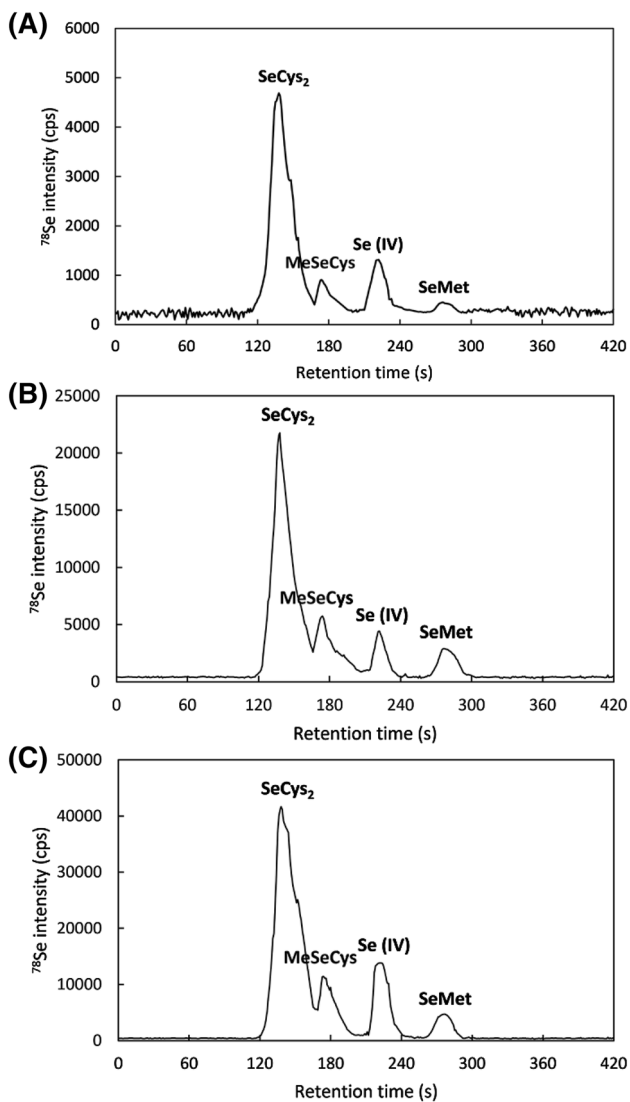 (A)
6000
5000
4000
3000
2000
1000
0
⁷⁸Se intensity (cps)
SeCys₂
MeSeCys
Se (IV)
SeMet
0 60 120 180 240 300 360 420
Retention time (s)
(B)
25000
20000
15000
10000
5000
0
⁷⁸Se intensity (cps)
SeCys₂
MeSeCys
Se (IV)
SeMet
0 60 120 180 240 300 360 420
Retention time (s)
(C)
50000
40000
30000
20000
10000
0
⁷⁸Se intensity (cps)
SeCys₂
MeSeCys
Se (IV)
SeMet
0 60 120 180 240 300 360 420
Retention time (s)